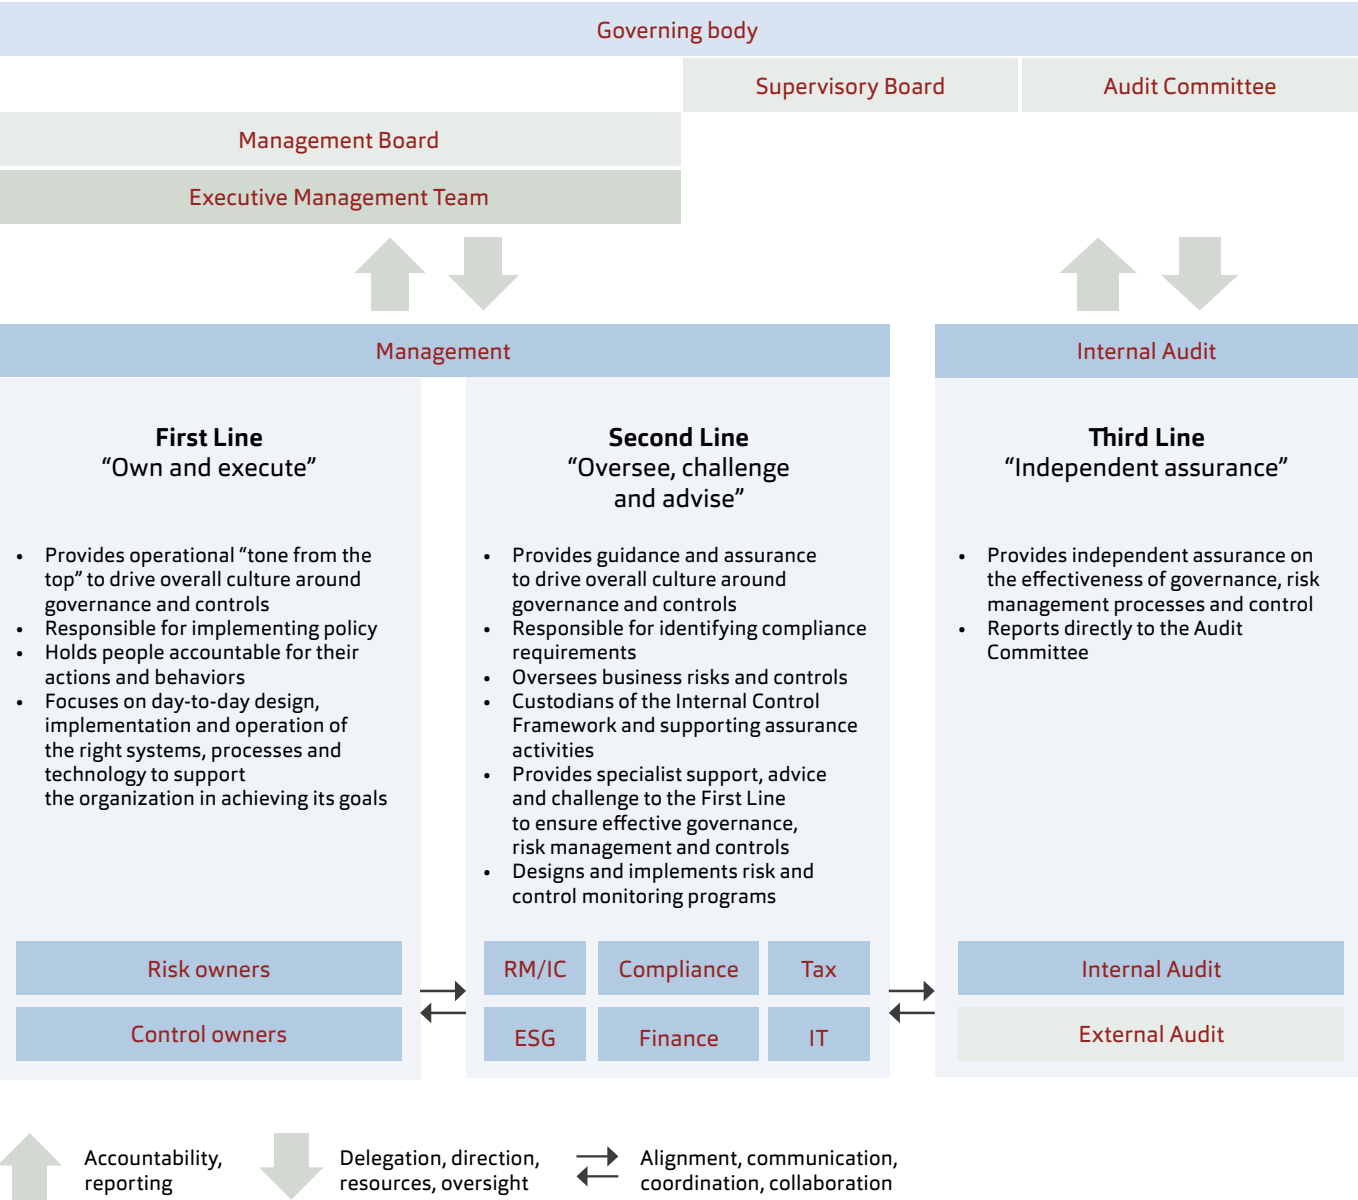 Governing body
Supervisory Board
Audit Committee
Management Board
Executive Management Team
Management
Internal Audit
First Line
“Own and execute”
• Provides operational “tone from the
top” to drive overall culture around
governance and controls
• Responsible for implementing policy
• Holds people accountable for their
actions and behaviors
• Focuses on day-to-day design,
implementation and operation of
the right systems, processes and
technology to support
the organization in achieving its goals
Risk owners
Control owners
Second Line
“Oversee, challenge
and advise”
• Provides guidance and assurance
to drive overall culture around
governance and controls
• Responsible for identifying compliance
requirements
• Oversees business risks and controls
• Custodians of the Internal Control
Framework and supporting assurance
activities
• Provides specialist support, advice
and challenge to the First Line
to ensure effective governance,
risk management and controls
• Designs and implements risk and
control monitoring programs
RM/IC
Compliance
Tax
ESG
Finance
IT
Third Line
“Independent assurance”
• Provides independent assurance on
the effectiveness of governance, risk
management processes and control
• Reports directly to the Audit
Committee
Internal Audit
External Audit
Accountability,
reporting
Delegation, direction,
resources, oversight
Alignment, communication,
coordination, collaboration